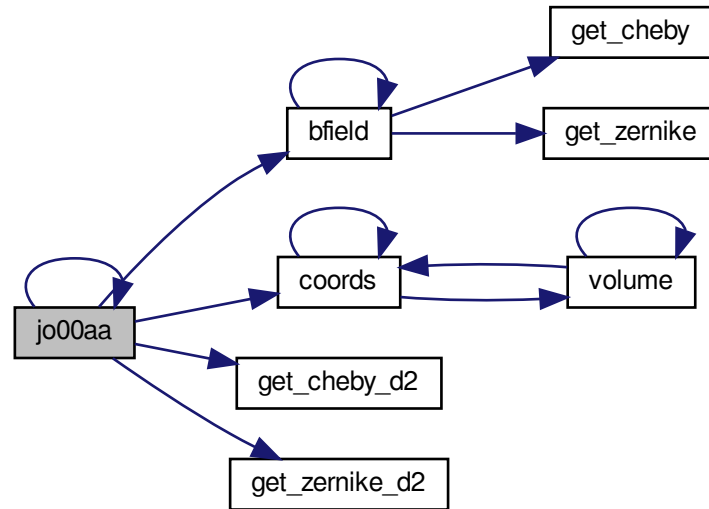 get_cheby
bfield
get_zernike
coords
volume
jo00aa
get_cheby_d2
get_zernike_d2